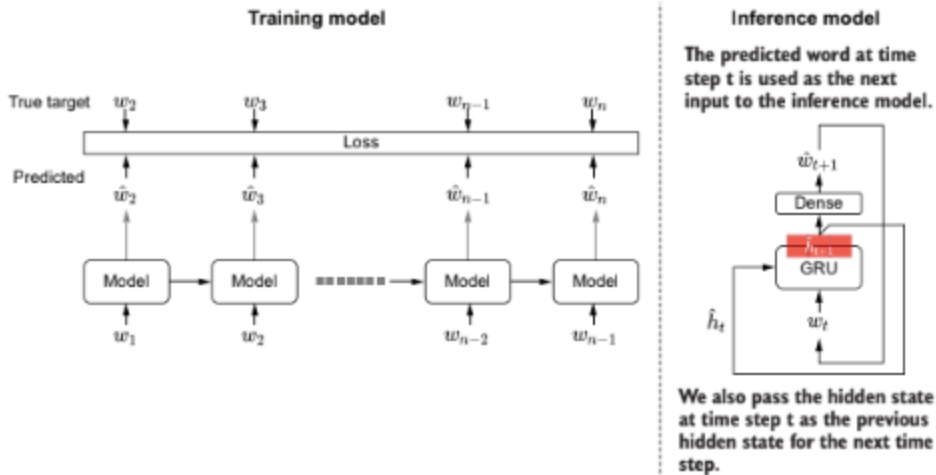 Training model
True target w₂ w₃ wₙ₋₁ wₙ
Loss
Predicted ŵ₂ ŵ₃ ŵₙ₋₁ ŵₙ
Model Model Model Model
w₁ w₂ wₙ₋₂ wₙ₋₁
Inference model
The predicted word at time
step t is used as the next
input to the inference model.
ŵₜ₊₁
Dense
ĥₜ₊₁
GRU
ĥₜ wₜ
We also pass the hidden state
at time step t as the previous
hidden state for the next time
step.